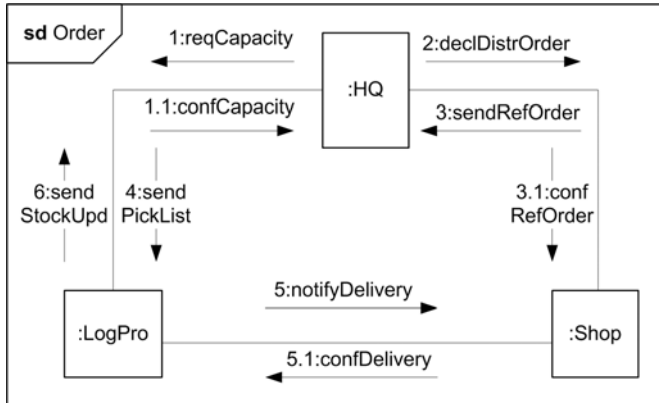 sd Order
1:reqCapacity
2:declDistrOrder
:HQ
1.1:confCapacity
3:sendRefOrder
6:send
StockUpd
4:send
PickList
3.1:conf
RefOrder
5:notifyDelivery
:LogPro
:Shop
5.1:confDelivery